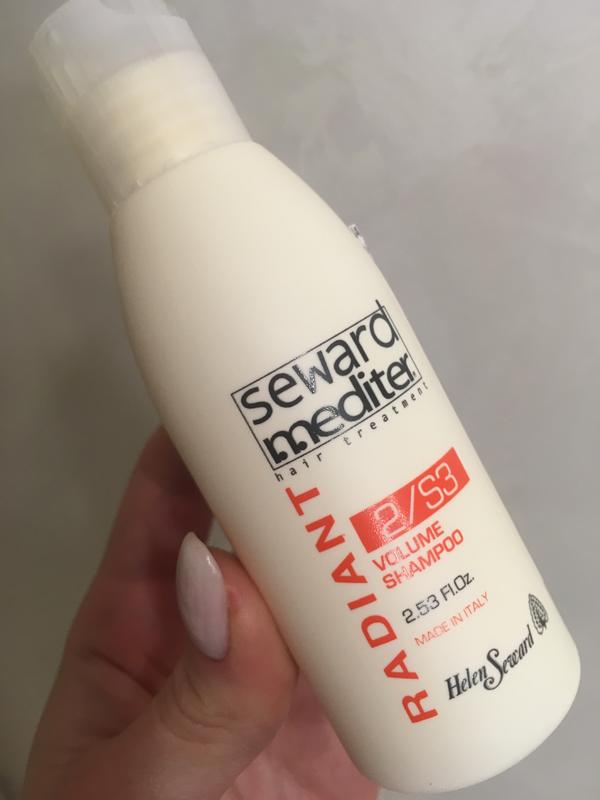 seward
mediter
hair treatment
RADIANT
2/S3
VOLUME
SHAMPOO
2.53 Fl.Oz.
MADE IN ITALY
Helen Seward